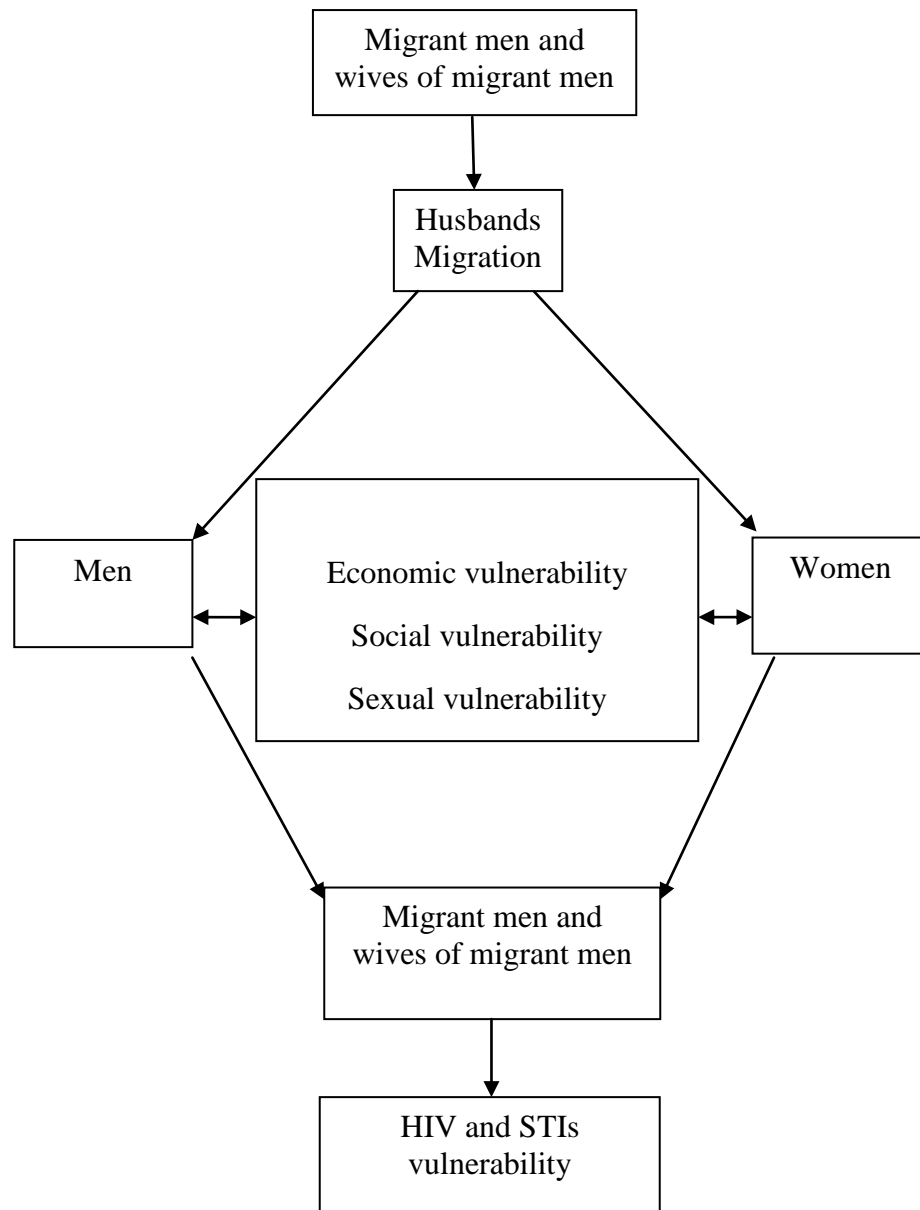 Migrant men and
wives of migrant men
Husbands
Migration
Men
Economic vulnerability
Social vulnerability
Sexual vulnerability
Women
Migrant men and
wives of migrant men
HIV and STIs
vulnerability